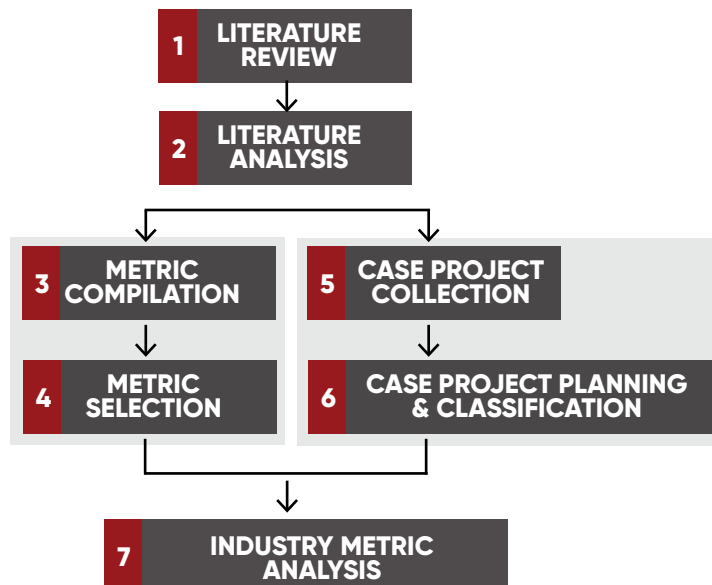 1
LITERATURE
REVIEW
2
LITERATURE
ANALYSIS
3
METRIC
COMPILATION
4
METRIC
SELECTION
5
CASE PROJECT
COLLECTION
6
CASE PROJECT PLANNING
& CLASSIFICATION
7
INDUSTRY METRIC
ANALYSIS